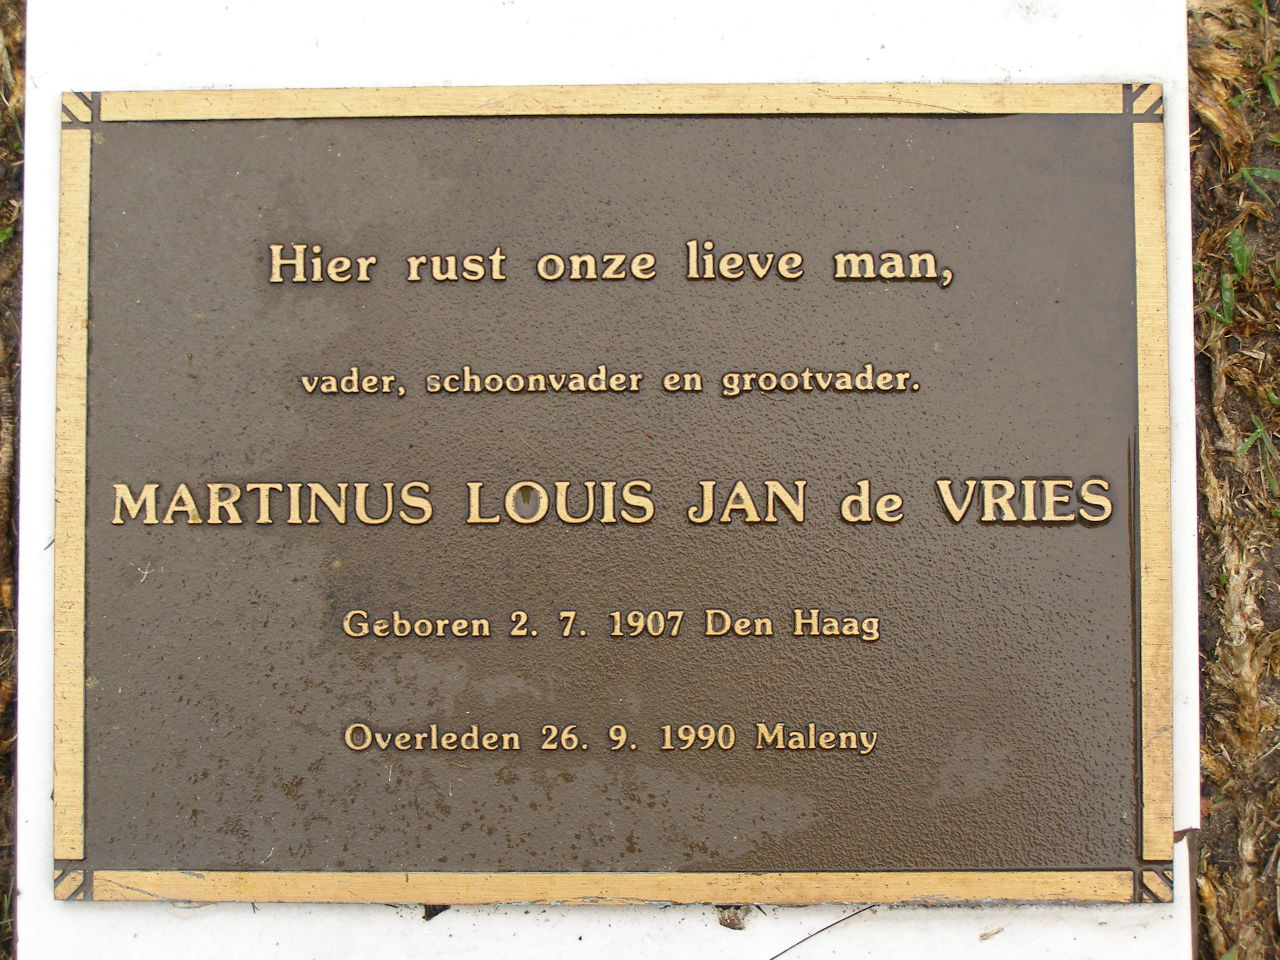 Hier rust onze lieve man,
vader, schoonvader en grootvader.
MARTINUS LOUIS JAN de VRIES
Geboren 2. 7. 1907 Den Haag
Overleden 26. 9. 1990 Maleny